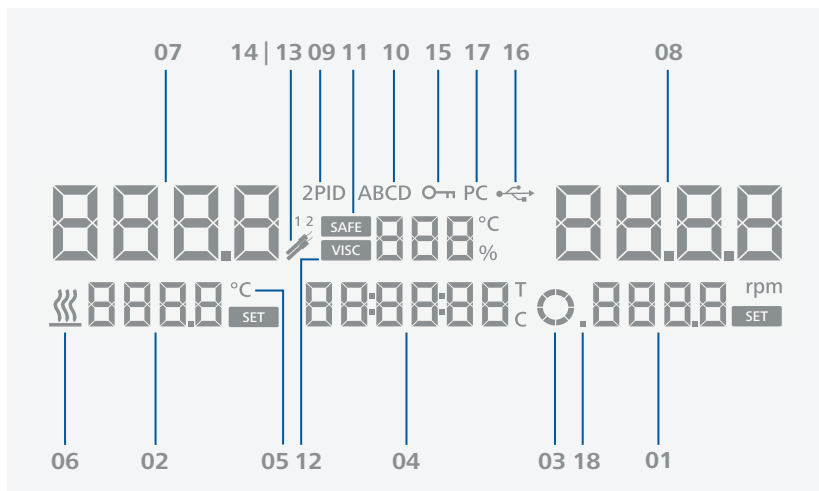 07 14 | 13 09 11 10 15 17 16 08
2PID ABCD PC
888.8 1 2 SAFE 888 °C 88.8.8
VISC %
888.8 °C SET 88:88:88 T C .888.8 rpm SET
06 02 05 12 04 03 18 01